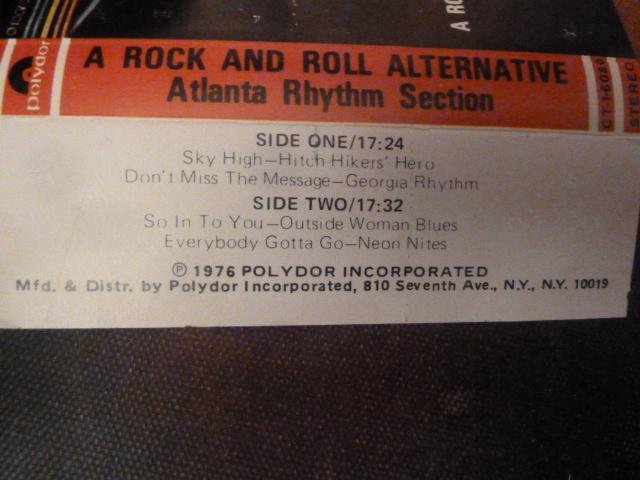 polydor
A ROCK AND ROLL ALTERNATIVE
Atlanta Rhythm Section
STEREO
A RO
SIDE ONE/17:24
Sky High—Hitch-Hikers' Hero
Don't Miss The Message—Georgia Rhythm
SIDE TWO/17:32
So In To You—Outside Woman Blues
Everybody Gotta Go—Neon Nites
Ⓟ 1976 POLYDOR INCORPORATED
Mfd. & Distr. by Polydor Incorporated, 810 Seventh Ave., N.Y., N.Y. 10019